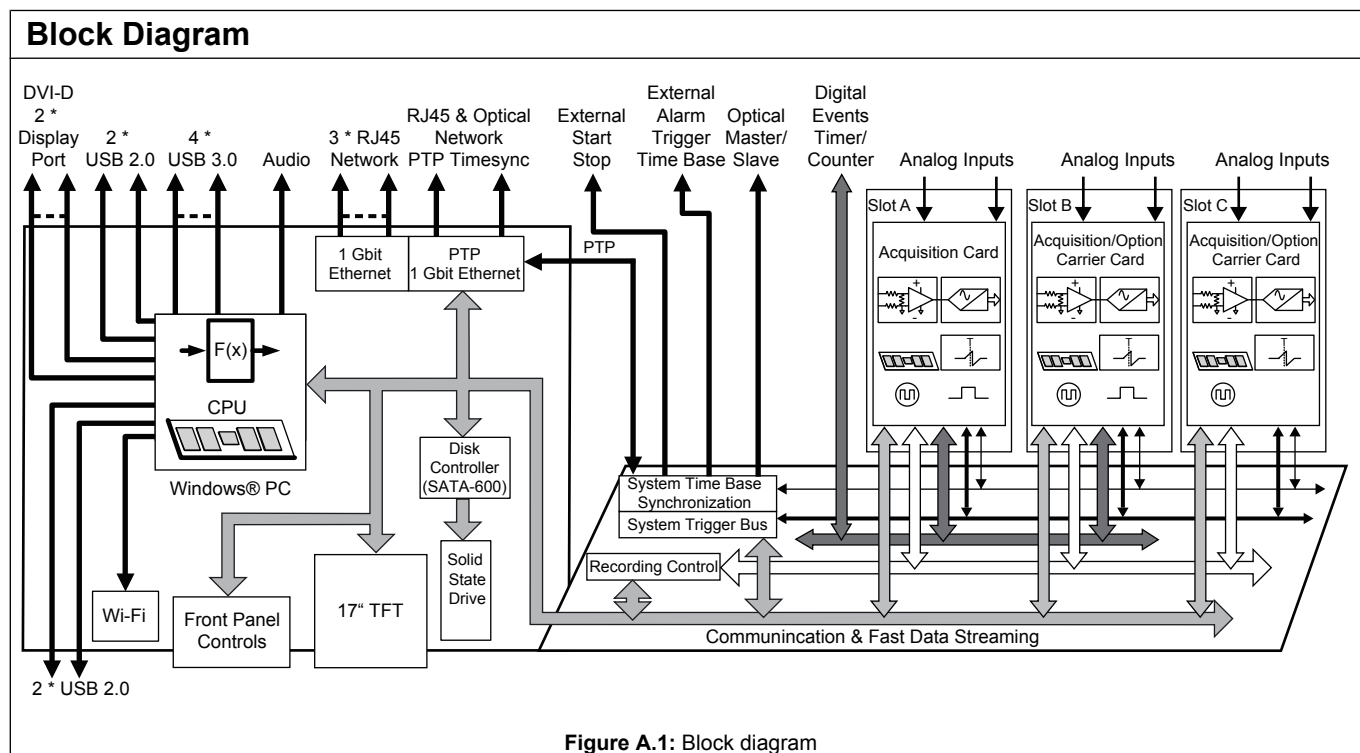 Block Diagram
DVI-D
2 *
Display
Port
2 *
USB 2.0
4 *
USB 3.0
Audio
3 * RJ45
Network
RJ45 & Optical
Network
PTP Timesync
External
Start
Stop
External
Alarm
Trigger
Time Base
Optical
Master/
Slave
Digital
Events
Timer/
Counter
Analog Inputs
Analog Inputs
Analog Inputs
Slot A
Slot B
Slot C
Acquisition Card
Acquisition/Option
Carrier Card
Acquisition/Option
Carrier Card
+
-
+
-
+
-
1 Gbit
Ethernet
PTP
1 Gbit Ethernet
PTP
F(x)
CPU
Windows® PC
Disk
Controller
(SATA-600)
Solid
State
Drive
System Time Base
Synchronization
System Trigger Bus
Recording Control
Wi-Fi
Front Panel
Controls
17“ TFT
Communincation & Fast Data Streaming
2 * USB 2.0
Figure A.1: Block diagram